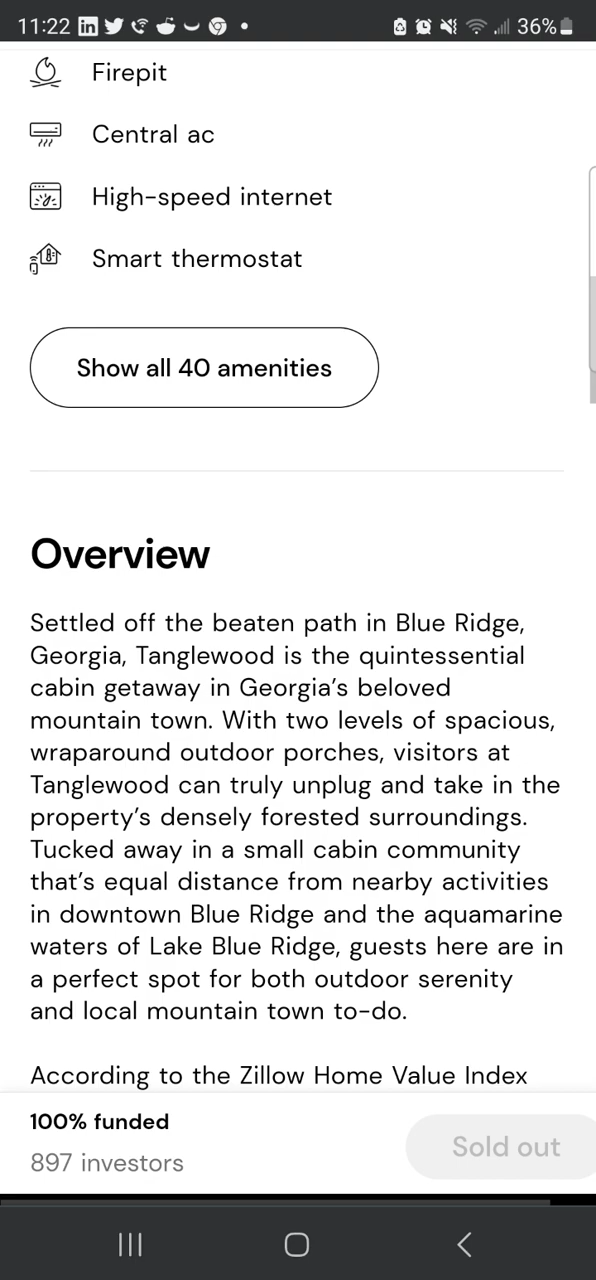 11:22
36%
Firepit
Central ac
High-speed internet
Smart thermostat
Show all 40 amenities
Overview
Settled off the beaten path in Blue Ridge,
Georgia, Tanglewood is the quintessential
cabin getaway in Georgia’s beloved
mountain town. With two levels of spacious,
wraparound outdoor porches, visitors at
Tanglewood can truly unplug and take in the
property’s densely forested surroundings.
Tucked away in a small cabin community
that’s equal distance from nearby activities
in downtown Blue Ridge and the aquamarine
waters of Lake Blue Ridge, guests here are in
a perfect spot for both outdoor serenity
and local mountain town to-do.
According to the Zillow Home Value Index
100% funded
897 investors
Sold out